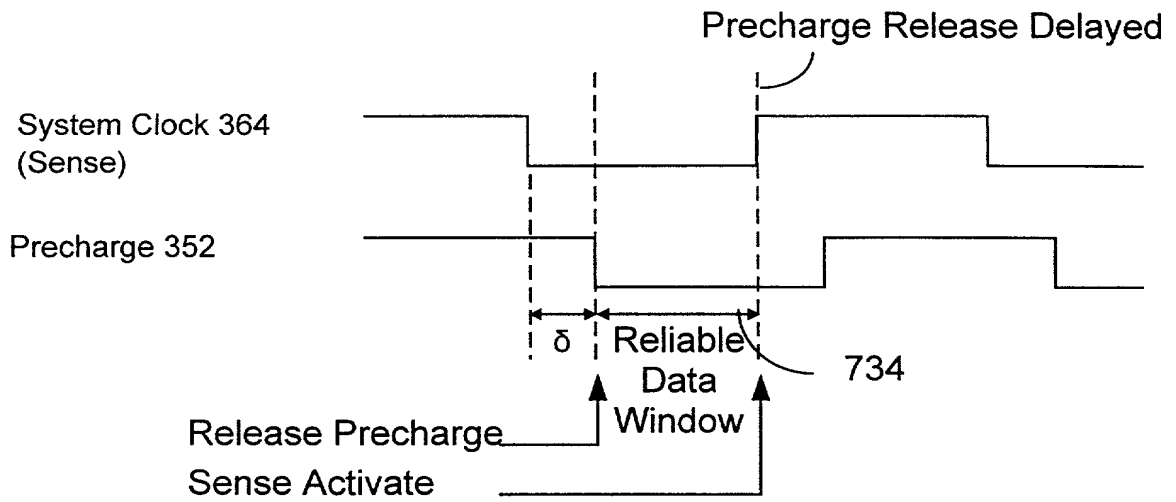 Precharge Release Delayed
System Clock 364
(Sense)
Precharge 352
δ
Reliable
Data
Window
734
Release Precharge
Sense Activate